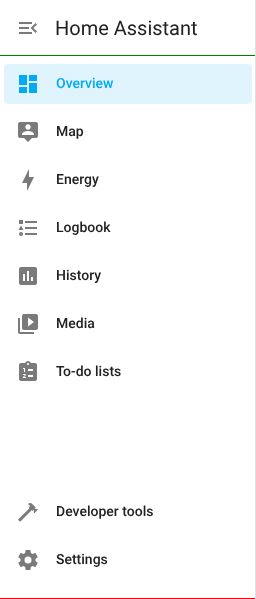 Home Assistant
Overview
Map
Energy
Logbook
History
Media
To-do lists
Developer tools
Settings